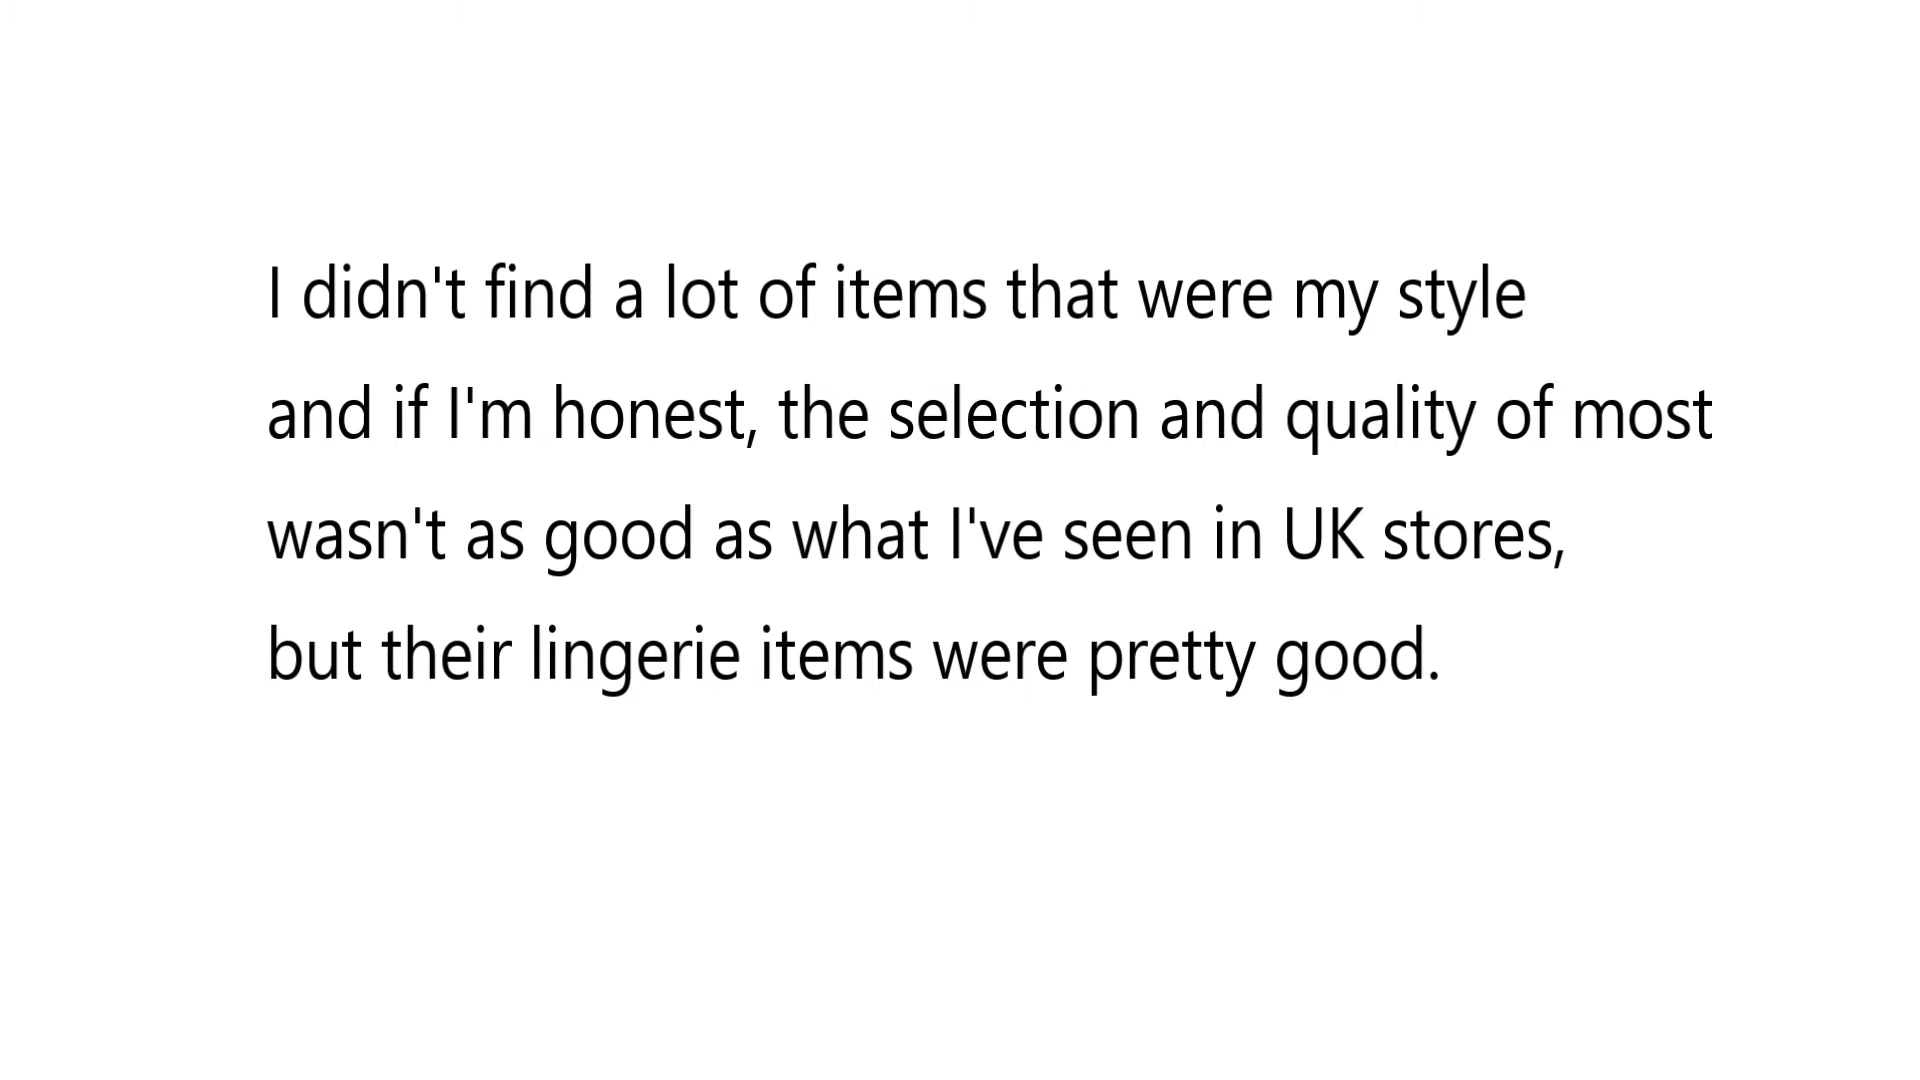 I didn't find a lot of items that were my style
and if I'm honest, the selection and quality of most
wasn't as good as what I've seen in UK stores,
but their lingerie items were pretty good.